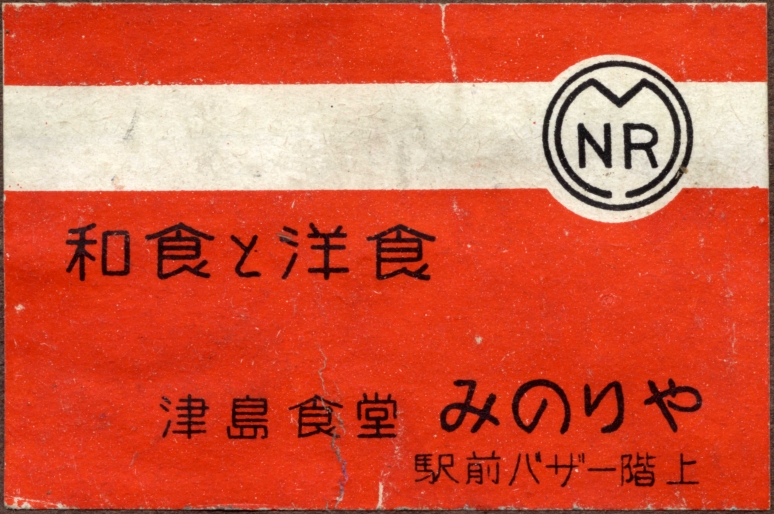 NR
和食と洋食
津島食堂 みのりや
駅前バザー階上